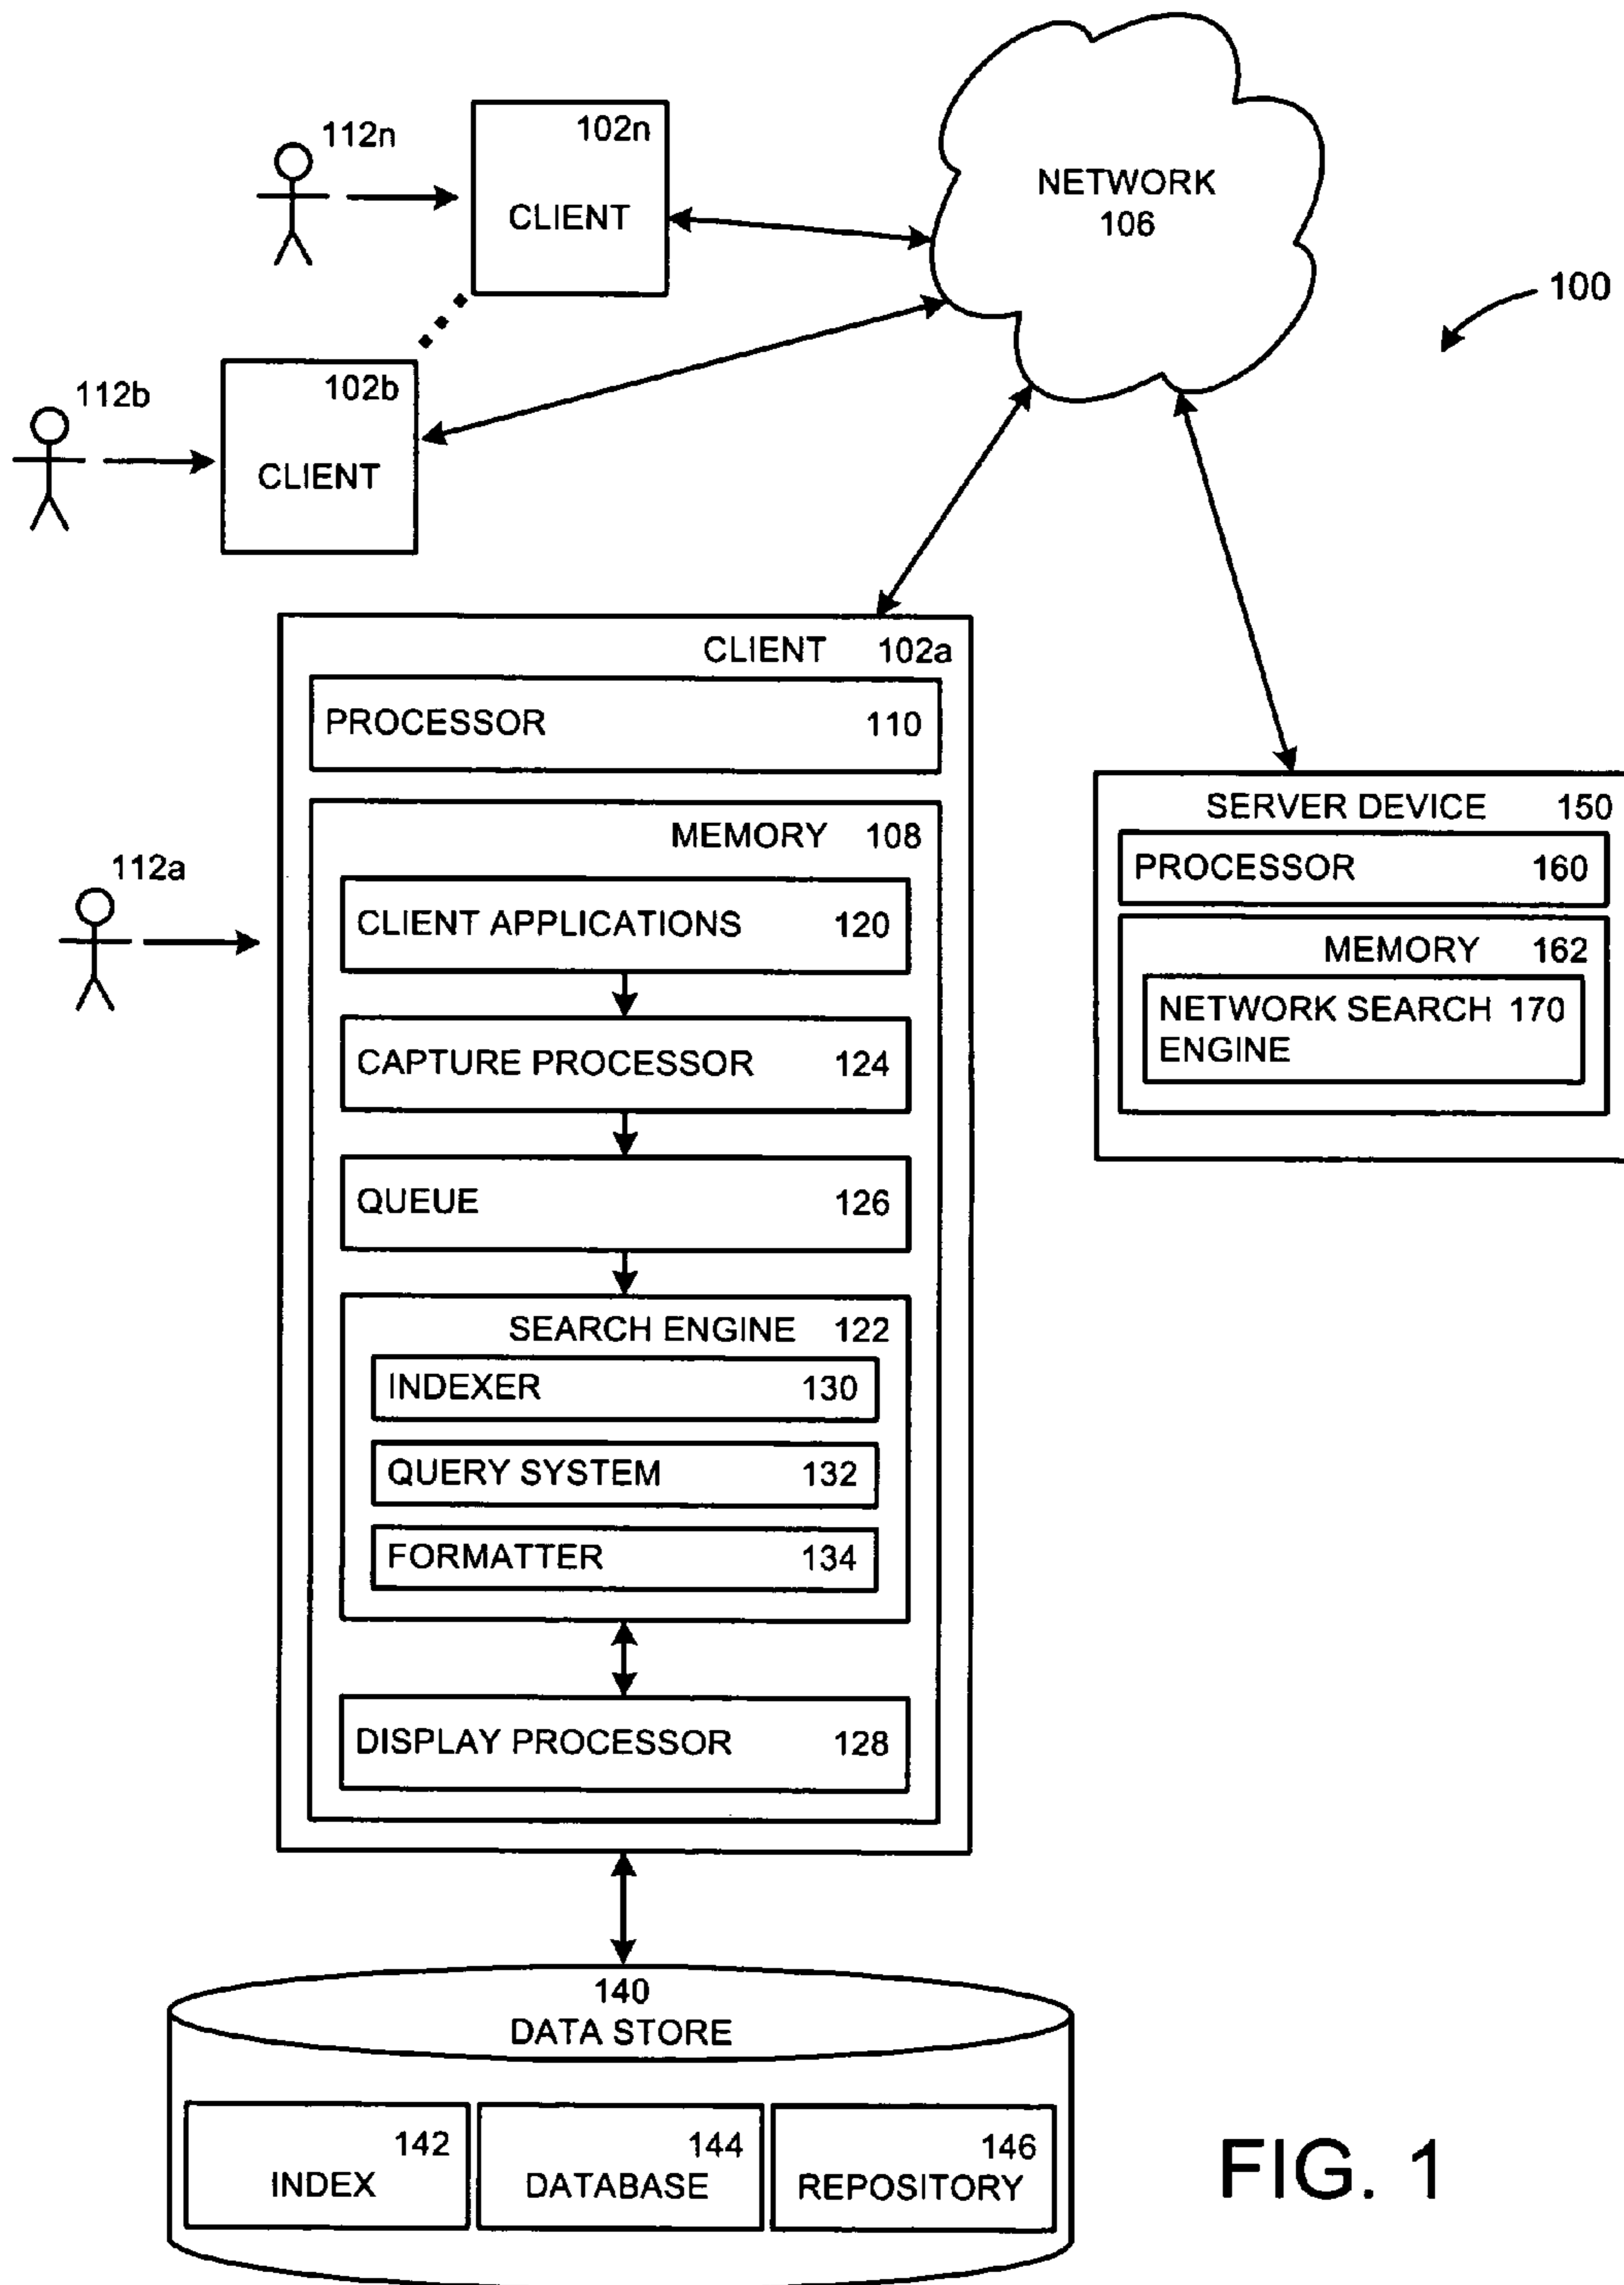 112n
102n
CLIENT
NETWORK
106
100
112b
102b
CLIENT
CLIENT 102a
PROCESSOR 110
MEMORY 108
112a
CLIENT APPLICATIONS 120
CAPTURE PROCESSOR 124
QUEUE 126
SEARCH ENGINE 122
INDEXER 130
QUERY SYSTEM 132
FORMATTER 134
DISPLAY PROCESSOR 128
SERVER DEVICE 150
PROCESSOR 160
MEMORY 162
NETWORK SEARCH 170
ENGINE
140
DATA STORE
142
INDEX
144
DATABASE
146
REPOSITORY
FIG. 1